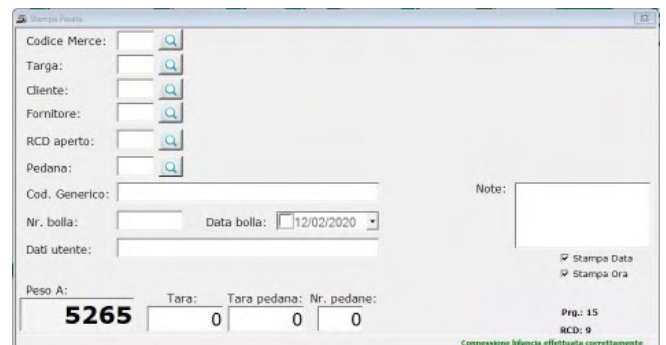 Stampa Pesata
Codice Merce:
Targa:
Cliente:
Fornitore:
RCD aperto:
Pedana:
Cod. Generico:
Note:
Nr. bolla:
Data bolla: 12/02/2020
Dati utente:
Stampa Data
Stampa Ora
Peso A:
Tara: Tara pedana: Nr. pedane:
5265 0 0 0
Prg.: 15
RCD: 9
Connessione bilancia effettuata correttamente